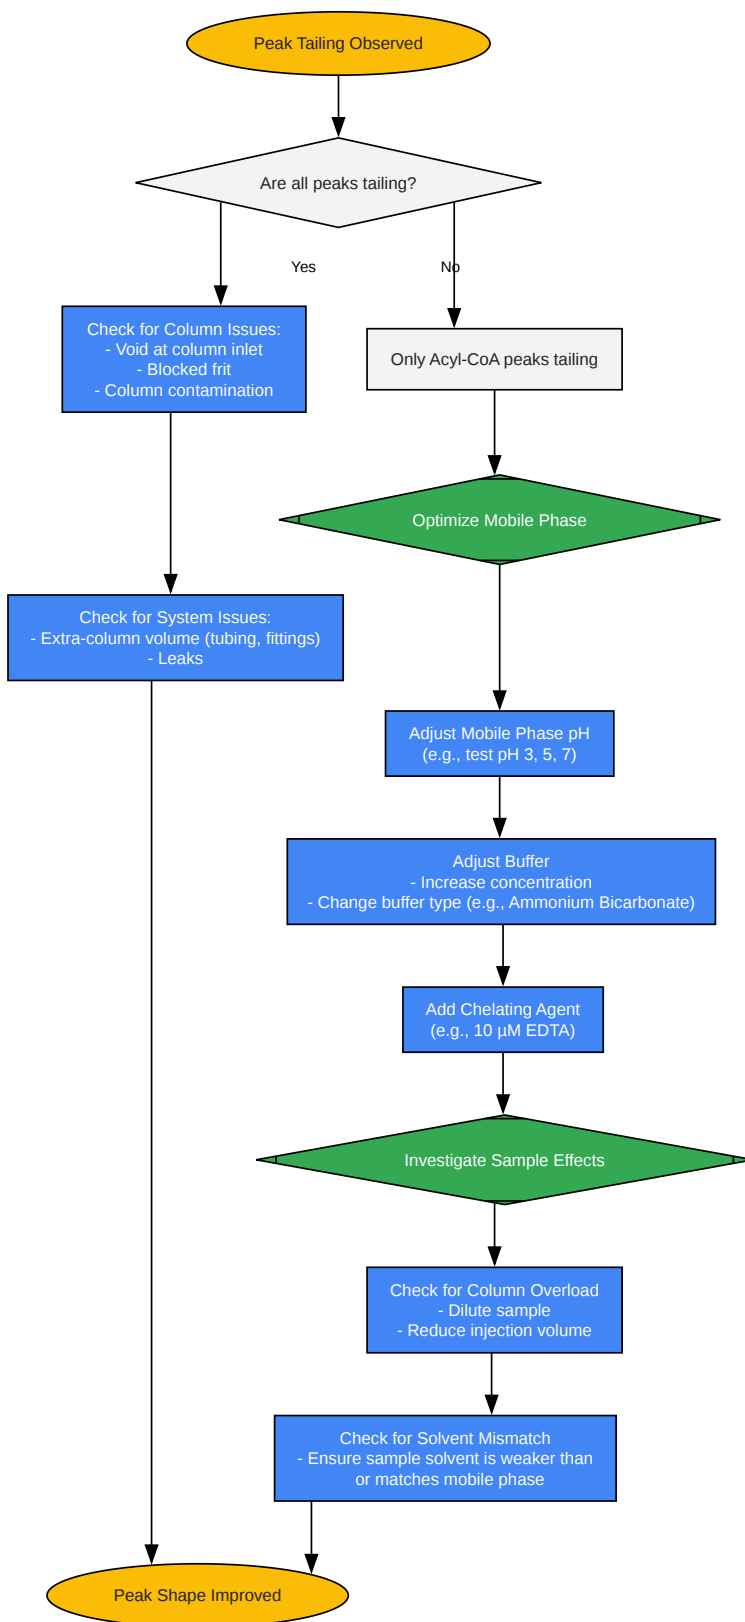 Peak Tailing Observed
Are all peaks tailing?
Yes
No
Check for Column Issues:
- Void at column inlet
- Blocked frit
- Column contamination
Only Acyl-CoA peaks tailing
Optimize Mobile Phase
Check for System Issues:
- Extra-column volume (tubing, fittings)
- Leaks
Adjust Mobile Phase pH
(e.g., test pH 3, 5, 7)
Adjust Buffer
- Increase concentration
- Change buffer type (e.g., Ammonium Bicarbonate)
Add Chelating Agent
(e.g., 10 µM EDTA)
Investigate Sample Effects
Check for Column Overload
- Dilute sample
- Reduce injection volume
Check for Solvent Mismatch
- Ensure sample solvent is weaker than
or matches mobile phase
Peak Shape Improved